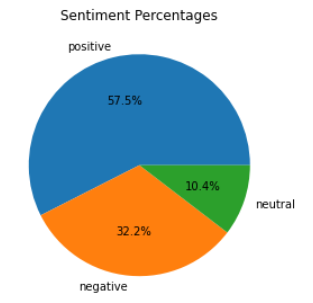 Sentiment Percentages
positive
57.5%
10.4%
neutral
32.2%
negative